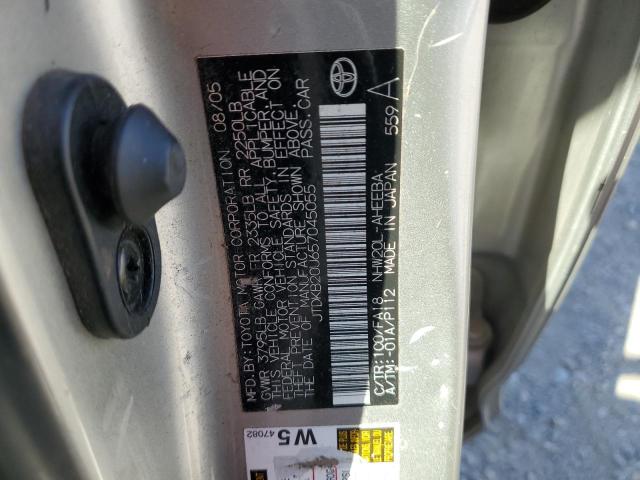 MFD.BY:TOYOTA MOTOR CORPORATION 08/05
GVWR 3795LB GAWR FR 2335LB RR 2250LB
THIS VEHICLE CONFORMS TO ALL APPLICABLE
FEDERAL MOTOR VEHICLE SAFETY, BUMPER, AND
THEFT PREVENTION STANDARDS IN EFFECT ON
THE DATE OF MANUFACTURE SHOWN ABOVE.
JTDKB20U657045055 PASS.CAR
C/TR:1C0/FA18 NHW20L-AHEEBA
A/TM:-01A/P112 MADE IN JAPAN 559 A
W5
47082